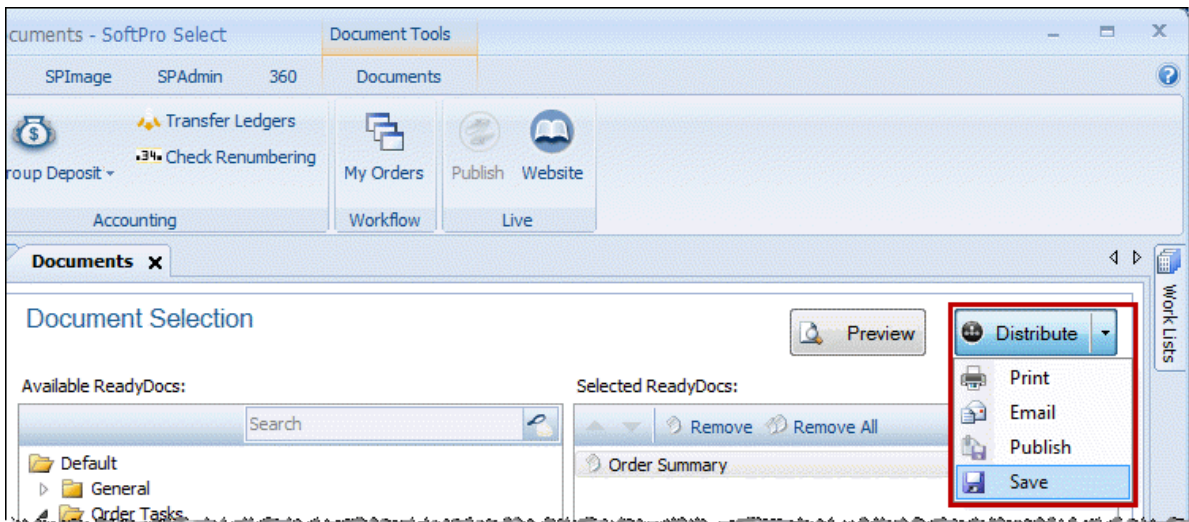 cuments - SoftPro Select
Document Tools
SPImage SPAdmin 360 Documents
Transfer Ledgers
Check Renumbering
roup Deposit
My Orders
Publish
Website
Accounting
Workflow
Live
Documents
Work Lists
Document Selection
Preview
Distribute
Print
Email
Publish
Save
Available ReadyDocs:
Search
Default
General
Order Tasks
Selected ReadyDocs:
Remove Remove All
Order Summary